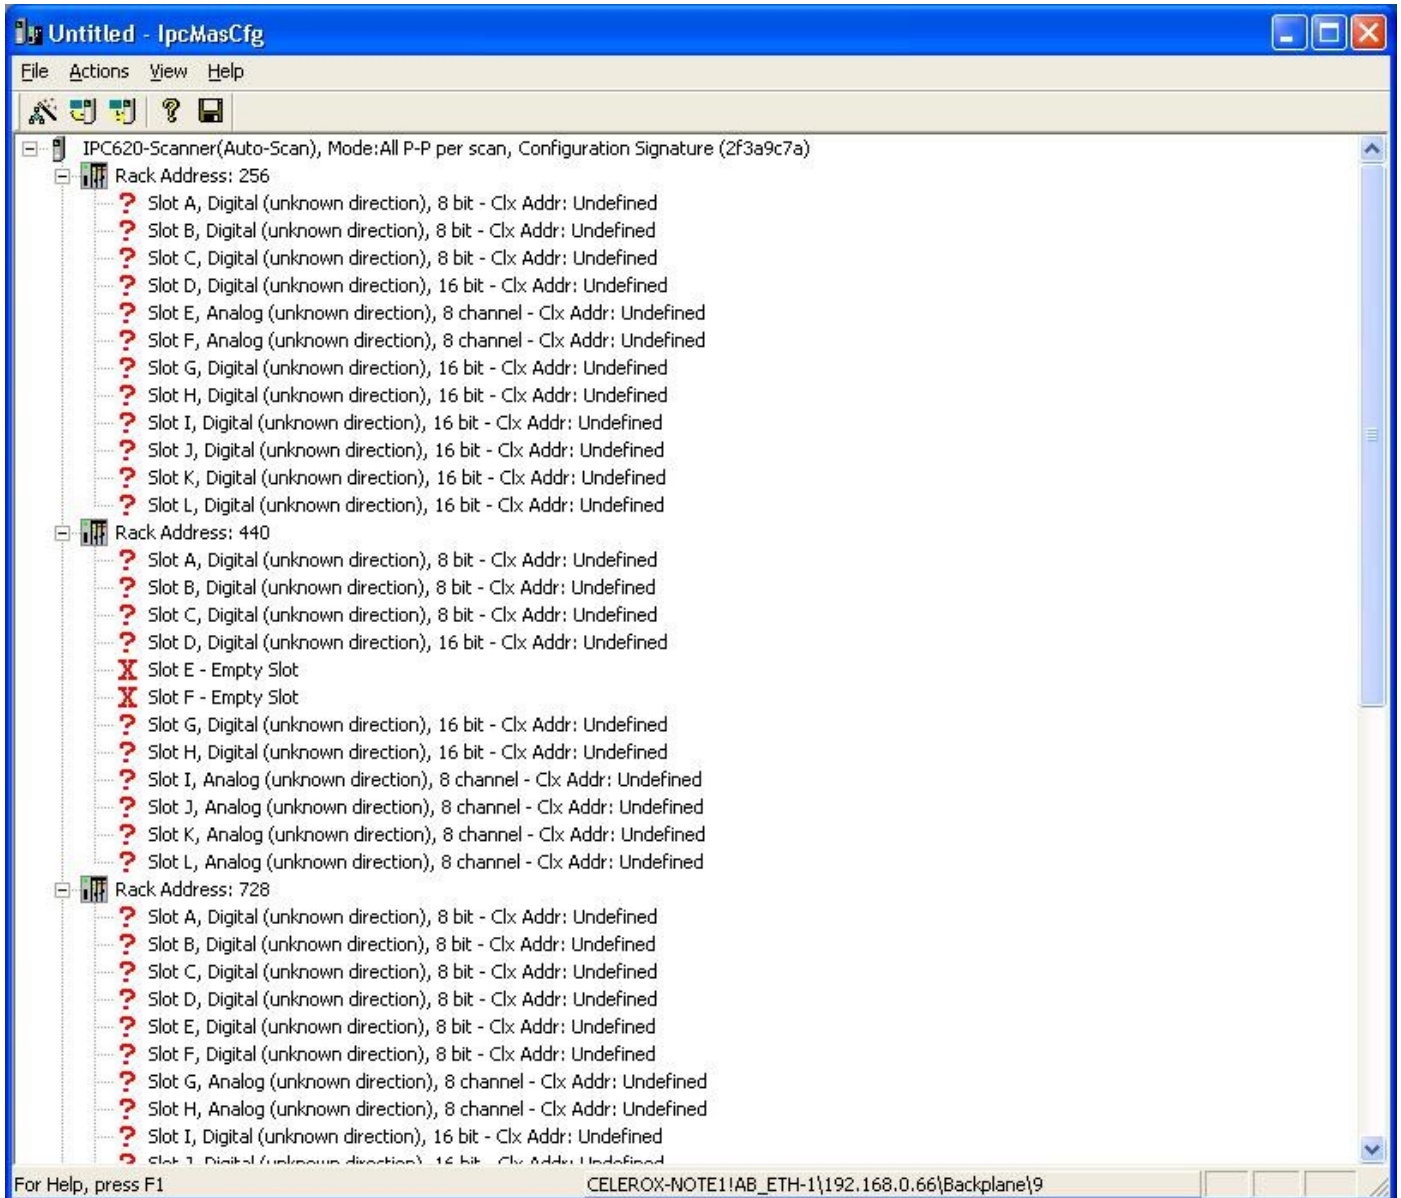 Untitled - IpcMasCfg
File Actions View Help
IPC620-Scanner(Auto-Scan), Mode:All P-P per scan, Configuration Signature (2f3a9c7a)
Rack Address: 256
Slot A, Digital (unknown direction), 8 bit - Clx Addr: Undefined
Slot B, Digital (unknown direction), 8 bit - Clx Addr: Undefined
Slot C, Digital (unknown direction), 8 bit - Clx Addr: Undefined
Slot D, Digital (unknown direction), 16 bit - Clx Addr: Undefined
Slot E, Analog (unknown direction), 8 channel - Clx Addr: Undefined
Slot F, Analog (unknown direction), 8 channel - Clx Addr: Undefined
Slot G, Digital (unknown direction), 16 bit - Clx Addr: Undefined
Slot H, Digital (unknown direction), 16 bit - Clx Addr: Undefined
Slot I, Digital (unknown direction), 16 bit - Clx Addr: Undefined
Slot J, Digital (unknown direction), 16 bit - Clx Addr: Undefined
Slot K, Digital (unknown direction), 16 bit - Clx Addr: Undefined
Slot L, Digital (unknown direction), 16 bit - Clx Addr: Undefined
Rack Address: 440
Slot A, Digital (unknown direction), 8 bit - Clx Addr: Undefined
Slot B, Digital (unknown direction), 8 bit - Clx Addr: Undefined
Slot C, Digital (unknown direction), 8 bit - Clx Addr: Undefined
Slot D, Digital (unknown direction), 16 bit - Clx Addr: Undefined
Slot E - Empty Slot
Slot F - Empty Slot
Slot G, Digital (unknown direction), 16 bit - Clx Addr: Undefined
Slot H, Digital (unknown direction), 16 bit - Clx Addr: Undefined
Slot I, Analog (unknown direction), 8 channel - Clx Addr: Undefined
Slot J, Analog (unknown direction), 8 channel - Clx Addr: Undefined
Slot K, Analog (unknown direction), 8 channel - Clx Addr: Undefined
Slot L, Analog (unknown direction), 8 channel - Clx Addr: Undefined
Rack Address: 728
Slot A, Digital (unknown direction), 8 bit - Clx Addr: Undefined
Slot B, Digital (unknown direction), 8 bit - Clx Addr: Undefined
Slot C, Digital (unknown direction), 8 bit - Clx Addr: Undefined
Slot D, Digital (unknown direction), 8 bit - Clx Addr: Undefined
Slot E, Digital (unknown direction), 8 bit - Clx Addr: Undefined
Slot F, Digital (unknown direction), 8 bit - Clx Addr: Undefined
Slot G, Analog (unknown direction), 8 channel - Clx Addr: Undefined
Slot H, Analog (unknown direction), 8 channel - Clx Addr: Undefined
Slot I, Digital (unknown direction), 16 bit - Clx Addr: Undefined
Slot J, Digital (unknown direction), 16 bit - Clx Addr: Undefined
For Help, press F1 CELEROX-NOTE1!AB_ETH-1\192.168.0.66\Backplane\9